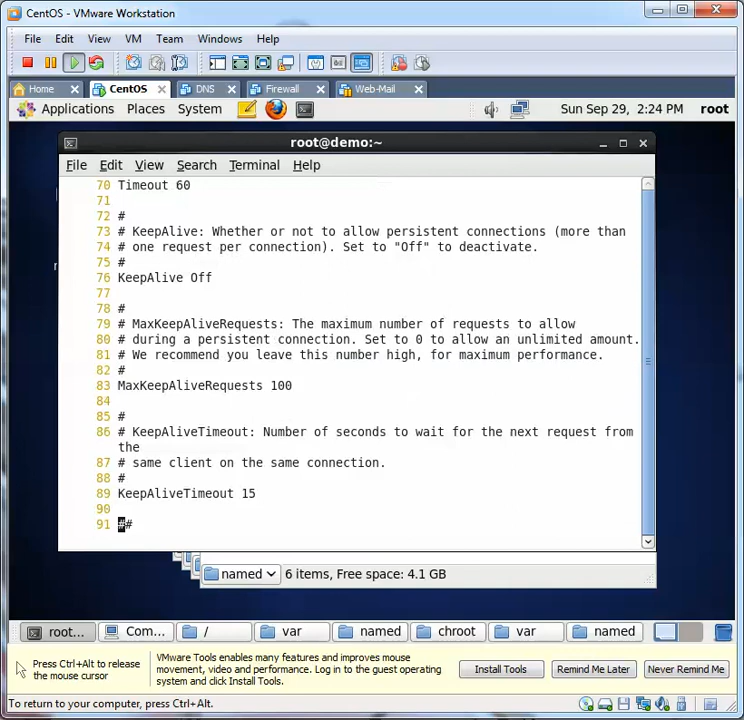 CentOS - VMware Workstation
File Edit View VM Team Windows Help
Home CentOS DNS Firewall Web-Mail
Applications Places System Sun Sep 29, 2:24 PM root
root@demo:~
File Edit View Search Terminal Help
70 Timeout 60
71
72 #
73 # KeepAlive: Whether or not to allow persistent connections (more than
74 # one request per connection). Set to "Off" to deactivate.
75 #
76 KeepAlive Off
77
78 #
79 # MaxKeepAliveRequests: The maximum number of requests to allow
80 # during a persistent connection. Set to 0 to allow an unlimited amount.
81 # We recommend you leave this number high, for maximum performance.
82 #
83 MaxKeepAliveRequests 100
84
85 #
86 # KeepAliveTimeout: Number of seconds to wait for the next request from
the
87 # same client on the same connection.
88 #
89 KeepAliveTimeout 15
90
91 ##
named 6 items, Free space: 4.1 GB
root... Com... / var named chroot var named
Press Ctrl+Alt to release
the mouse cursor
VMware Tools enables many features and improves mouse
movement, video and performance. Log in to the guest operating
system and click Install Tools.
Install Tools Remind Me Later Never Remind Me
To return to your computer, press Ctrl+Alt.